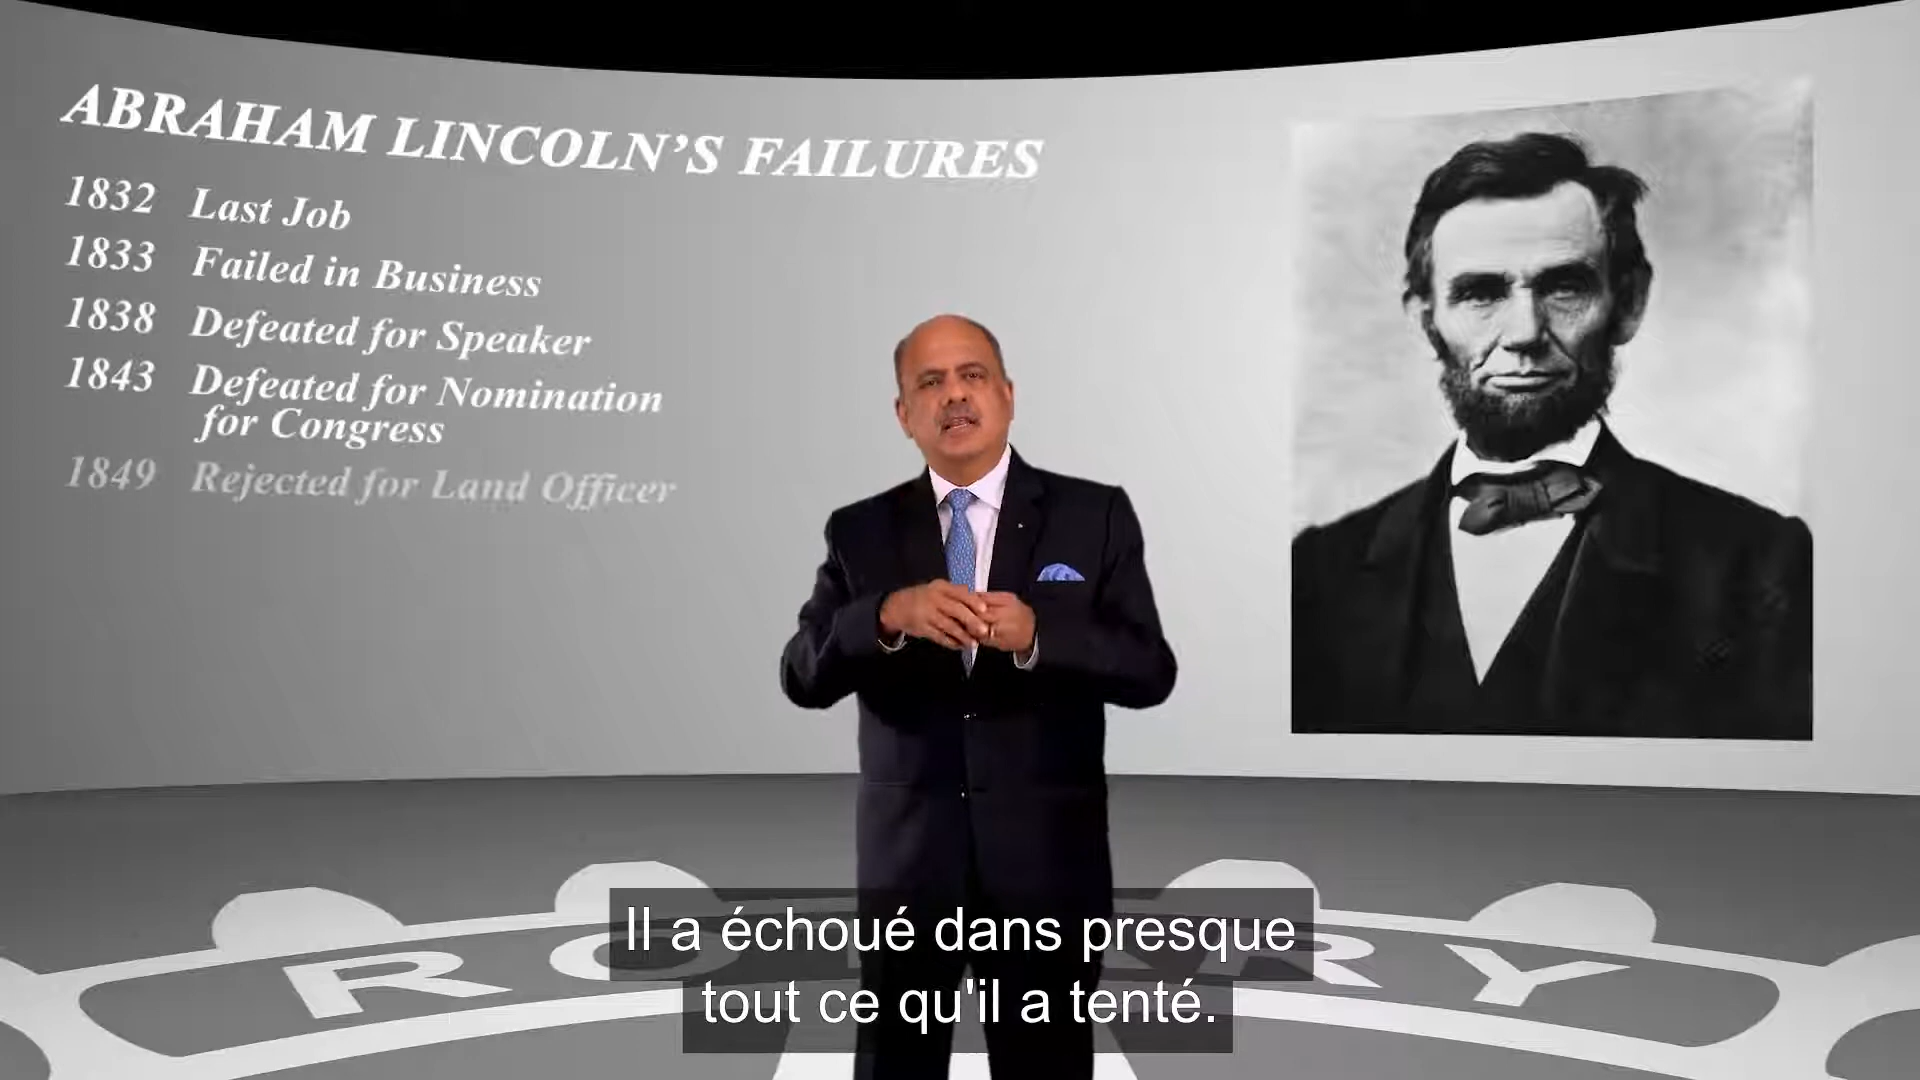 ABRAHAM LINCOLN'S FAILURES
1832 Last Job
1833 Failed in Business
1838 Defeated for Speaker
1843 Defeated for Nomination
for Congress
1849 Rejected for Land Officer
Il a échoué dans presque
tout ce qu'il a tenté.